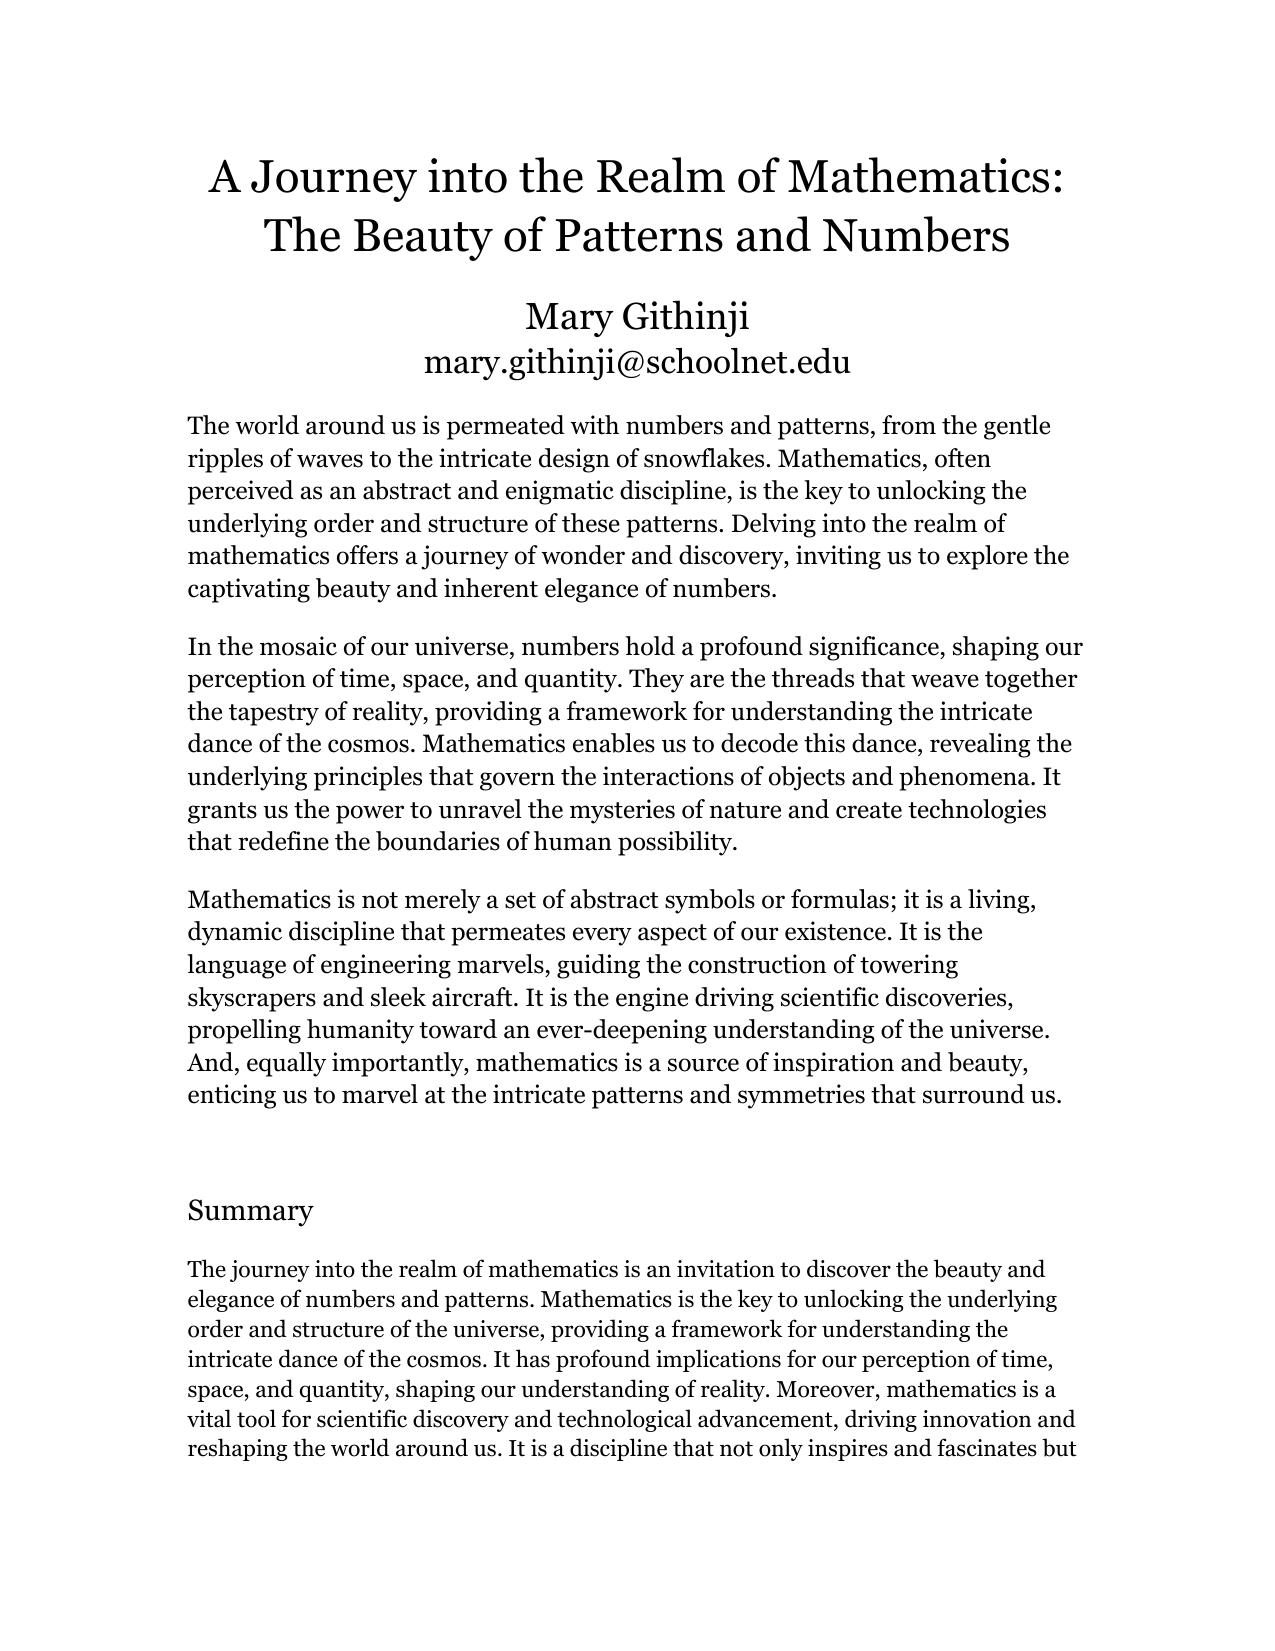 A Journey into the Realm of Mathematics:
The Beauty of Patterns and Numbers
Mary Githinji
mary.githinji@schoolnet.edu
The world around us is permeated with numbers and patterns, from the gentle
ripples of waves to the intricate design of snowflakes. Mathematics, often
perceived as an abstract and enigmatic discipline, is the key to unlocking the
underlying order and structure of these patterns. Delving into the realm of
mathematics offers a journey of wonder and discovery, inviting us to explore the
captivating beauty and inherent elegance of numbers.
In the mosaic of our universe, numbers hold a profound significance, shaping our
perception of time, space, and quantity. They are the threads that weave together
the tapestry of reality, providing a framework for understanding the intricate
dance of the cosmos. Mathematics enables us to decode this dance, revealing the
underlying principles that govern the interactions of objects and phenomena. It
grants us the power to unravel the mysteries of nature and create technologies
that redefine the boundaries of human possibility.
Mathematics is not merely a set of abstract symbols or formulas; it is a living,
dynamic discipline that permeates every aspect of our existence. It is the
language of engineering marvels, guiding the construction of towering
skyscrapers and sleek aircraft. It is the engine driving scientific discoveries,
propelling humanity toward an ever-deepening understanding of the universe.
And, equally importantly, mathematics is a source of inspiration and beauty,
enticing us to marvel at the intricate patterns and symmetries that surround us.
Summary
The journey into the realm of mathematics is an invitation to discover the beauty and
elegance of numbers and patterns. Mathematics is the key to unlocking the underlying
order and structure of the universe, providing a framework for understanding the
intricate dance of the cosmos. It has profound implications for our perception of time,
space, and quantity, shaping our understanding of reality. Moreover, mathematics is a
vital tool for scientific discovery and technological advancement, driving innovation and
reshaping the world around us. It is a discipline that not only inspires and fascinates but